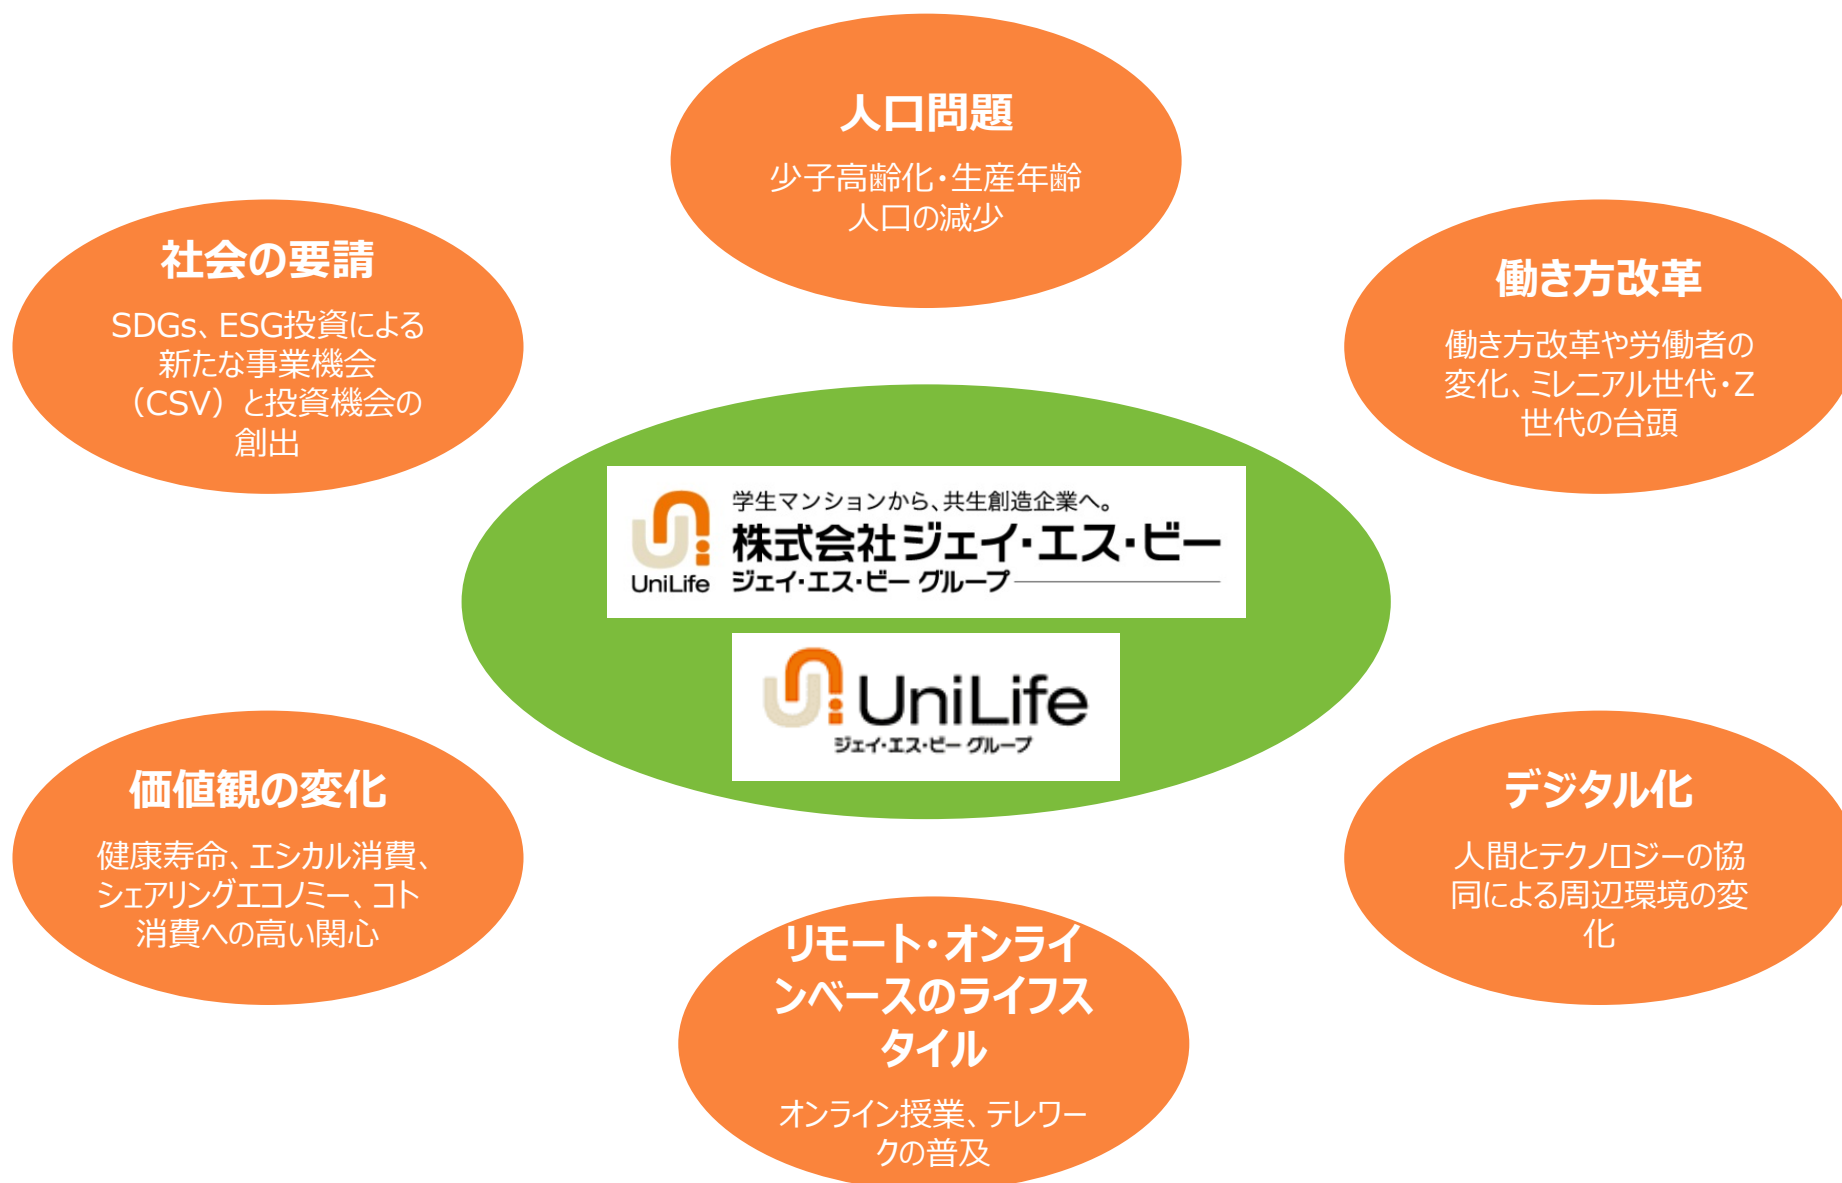 人口問題
少子高齢化・生産年齢
人口の減少
社会の要請
SDGs、ESG投資による
新たな事業機会
（CSV）と投資機会の
創出
働き方改革
働き方改革や労働者の
変化、ミレニアル世代・Z
世代の台頭
学生マンションから、共生創造企業へ。
株式会社ジェイ・エス・ビー
UniLife ジェイ・エス・ビー グループ
UniLife
ジェイ・エス・ビー グループ
価値観の変化
健康寿命、エシカル消費、
シェアリングエコノミー、コト
消費への高い関心
デジタル化
人間とテクノロジーの協
同による周辺環境の変
化
リモート・オンライ
ンベースのライフス
タイル
オンライン授業、テレワー
クの普及